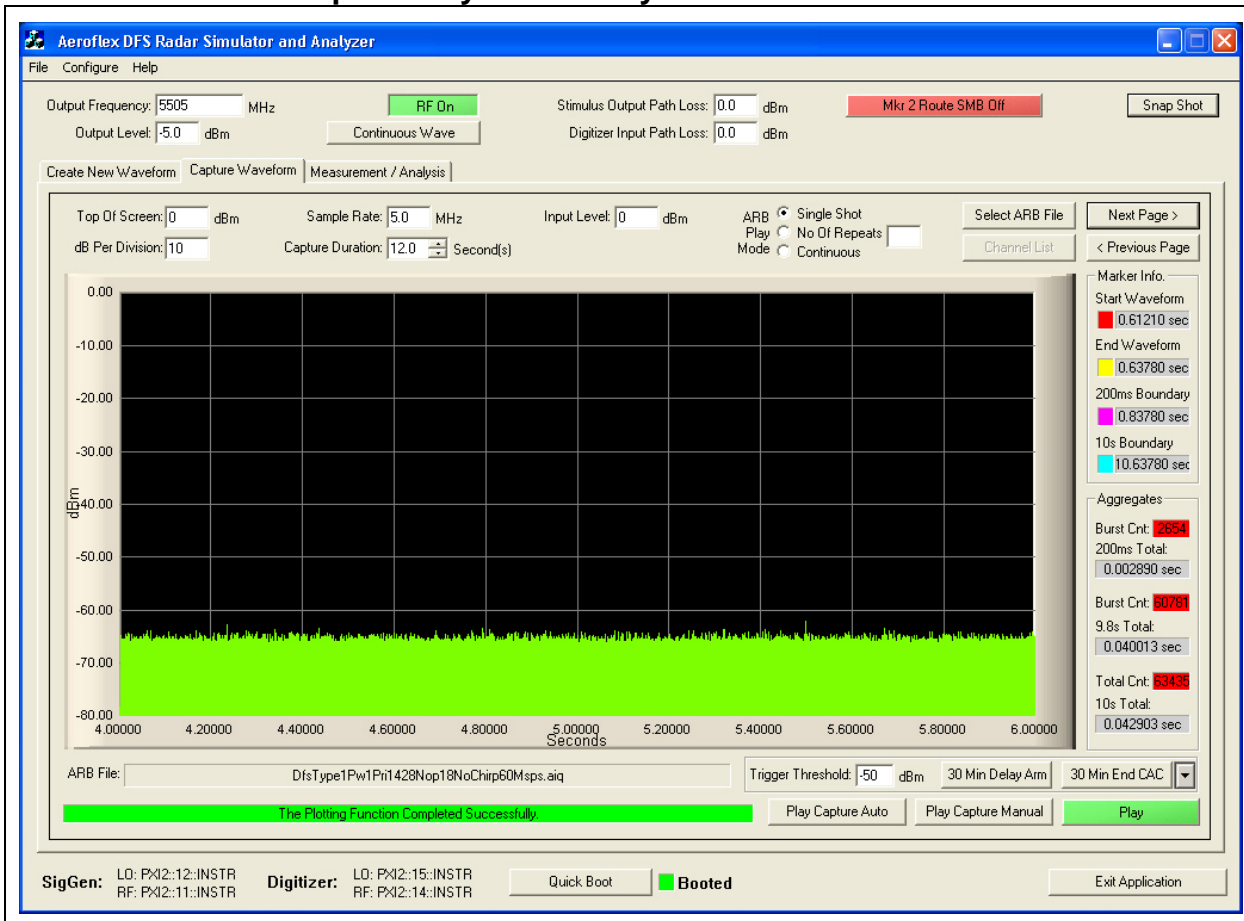 Aeroflex DFS Radar Simulator and Analyzer
File Configure Help
Output Frequency: 5505 MHz
RF On
Stimulus Output Path Loss: 0.0 dBm
Mkr 2 Route SMB Off
Snap Shot
Output Level: -5.0 dBm
Continuous Wave
Digitizer Input Path Loss: 0.0 dBm
Create New Waveform Capture Waveform Measurement / Analysis
Top Of Screen: 0 dBm
Sample Rate: 5.0 MHz
Input Level: 0 dBm
ARB Play Mode
Single Shot
No Of Repeats
Continuous
Select ARB File
Next Page >
dB Per Division: 10
Capture Duration: 12.0 Second(s)
Channel List
< Previous Page
0.00
-10.00
-20.00
-30.00
-40.00
-50.00
-60.00
-70.00
-80.00
dBm
4.00000 4.20000 4.40000 4.60000 4.80000 5.00000 5.20000 5.40000 5.60000 5.80000 6.00000
Seconds
Marker Info.
Start Waveform
0.61210 sec
End Waveform
0.63780 sec
200ms Boundary
0.83780 sec
10s Boundary
10.63780 sec
Aggregates
Burst Cnt: 2654
200ms Total:
0.002890 sec
Burst Cnt: 60781
9.8s Total:
0.040013 sec
Total Cnt: 63435
10s Total:
0.042903 sec
ARB File: DfsType1Pw1Pri1428Nop18NoChirp60Msps.aiq
Trigger Threshold: -50 dBm
30 Min Delay Arm
30 Min End CAC
The Plotting Function Completed Successfully.
Play Capture Auto
Play Capture Manual
Play
SigGen: LO: PXI2::12::INSTR
RF: PXI2::11::INSTR
Digitizer: LO: PXI2::15::INSTR
RF: PXI2::14::INSTR
Quick Boot
Booted
Exit Application